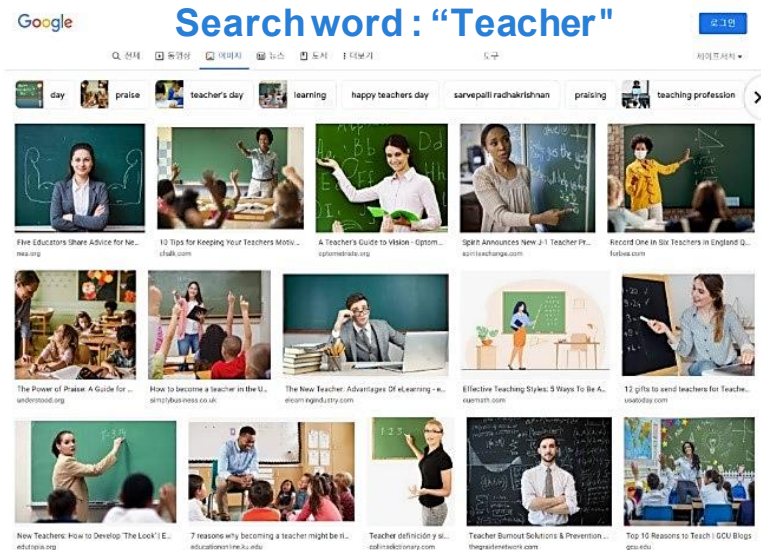 Google
Search word : “Teacher"
로그인
전체 동영상 이미지 뉴스 도서 더보기 도구 세이프서치
day praise teacher's day learning happy teachers day sarvepalli radhakrishnan praising teaching profession
Five Educators Share Advice for Ne...
10 Tips for Keeping Your Teachers Motiv...
A Teacher's Guide to Vision - Optom...
Spirit Announces New J-1 Teacher Pr...
Record One in Six Teachers in England Q...
nea.org
chalk.com
optometrists.org
spiritexchange.com
forbes.com
The Power of Praise: A Guide for ...
How to become a teacher in the U...
The New Teacher: Advantages Of eLearning - e...
Effective Teaching Styles: 5 Ways To Be A...
12 gifts to send teachers for Teache...
understood.org
simplybusiness.co.uk
elearningindustry.com
cuemath.com
usatoday.com
New Teachers: How to Develop 'The Look' | E...
7 reasons why becoming a teacher might be ri...
Teacher definición y si...
Teacher Burnout Solutions & Prevention ...
Top 10 Reasons to Teach | GCU Blogs
edutopia.org
educationonline.ku.edu
collinsdictionary.com
thegraidenetwork.com
gcu.edu